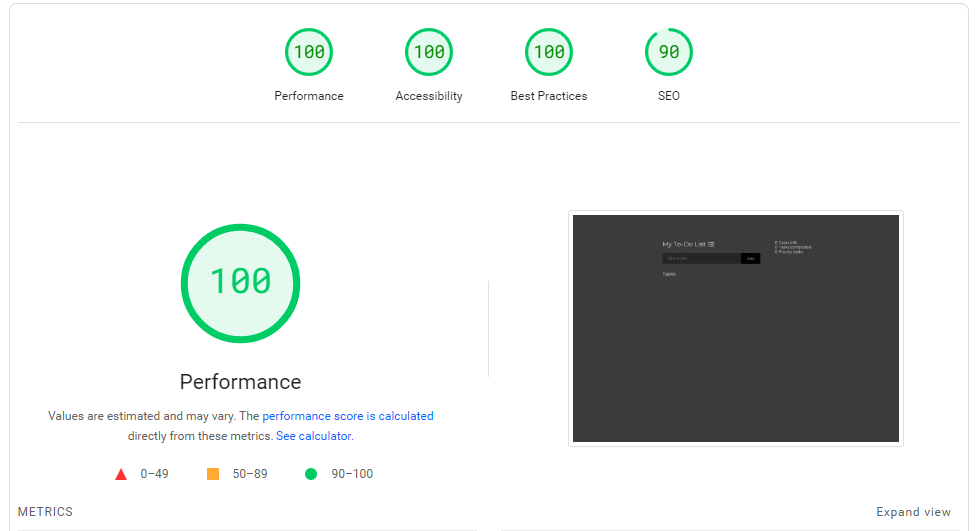 100
100
100
90
Performance
Accessibility
Best Practices
SEO
100
My To-Do List
Add
Tasks:
0 Tasks left
0 Tasks completed
0 Priority tasks
Performance
Values are estimated and may vary. The performance score is calculated
directly from these metrics. See calculator.
0–49
50–89
90–100
METRICS
Expand view